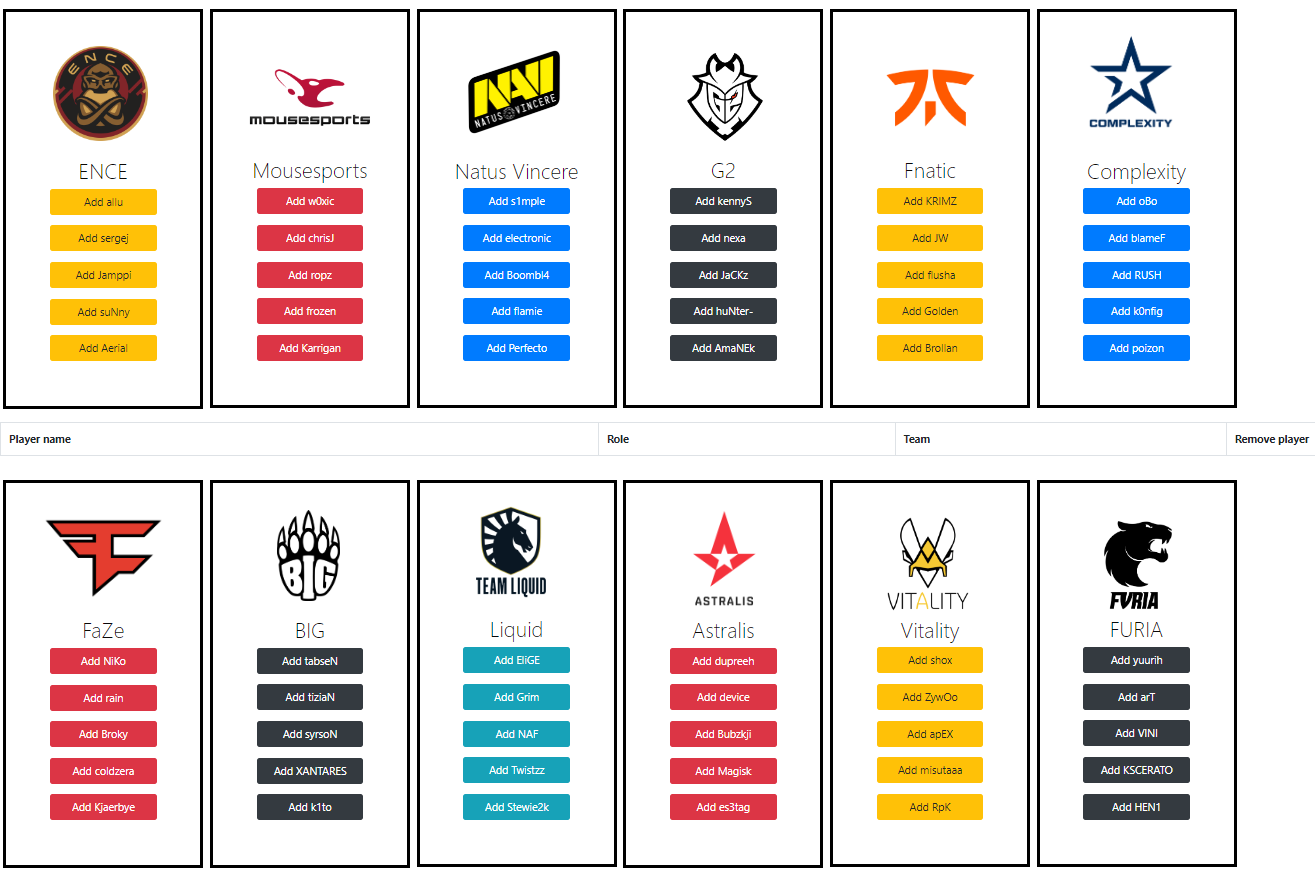 ENCE
ENCE
Add allu
Add sergej
Add Jamppi
Add suNny
Add Aerial
mousesports
Mousesports
Add w0xic
Add chrisJ
Add ropz
Add frozen
Add Karrigan
NAVI
NATUS VINCERE
Natus Vincere
Add s1mple
Add electronic
Add Boombl4
Add flamie
Add Perfecto
G2
Add kennyS
Add nexa
Add JaCKz
Add huNter-
Add AmaNEk
Fnatic
Add KRIMZ
Add JW
Add flusha
Add Golden
Add Brollan
COMPLEXITY
Complexity
Add oBo
Add blameF
Add RUSH
Add k0nfig
Add poizon
Player name
Role
Team
Remove player
FaZe
Add NiKo
Add rain
Add Broky
Add coldzera
Add Kjaerbye
BIG
BIG
Add tabseN
Add tiziaN
Add syrsoN
Add XANTARES
Add k1to
TEAM LIQUID
Liquid
Add EliGE
Add Grim
Add NAF
Add Twistzz
Add Stewie2k
ASTRALIS
Astralis
Add dupreeh
Add device
Add Bubzkji
Add Magisk
Add es3tag
VITALITY
Vitality
Add shox
Add ZywOo
Add apEX
Add misutaaa
Add RpK
FURIA
FURIA
Add yuurih
Add arT
Add VINI
Add KSCERATO
Add HEN1